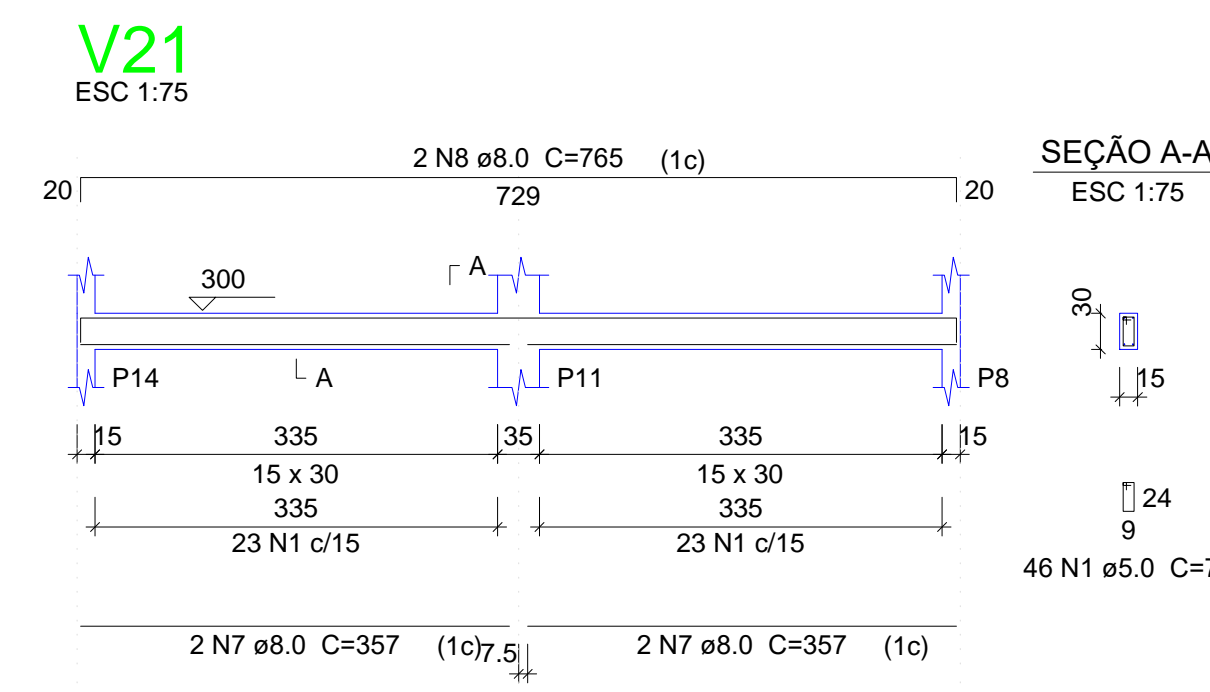 V21
ESC 1:75
2 N8 ø8.0 C=765 (1c)
SEÇÃO A-A
20
729
20
ESC 1:75
300
A
30
P14
A
P11
P8
15
15
335
35
335
15
15 x 30
15 x 30
335
335
24
23 N1 c/15
23 N1 c/15
9
46 N1 ø5.0 C=7
2 N7 ø8.0 C=357 (1c)
7.5
2 N7 ø8.0 C=357 (1c)